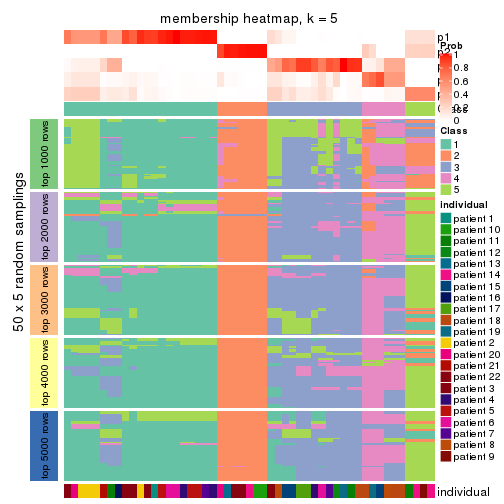 membership heatmap, k = 5
p1
Prob
1
0.8
0.6
0.4
0.2
0
Class
1
2
3
4
5
Individual
patient 1
patient 10
patient 11
patient 12
patient 13
patient 14
patient 15
patient 16
patient 17
patient 18
patient 19
patient 2
patient 20
patient 21
patient 22
patient 3
patient 4
patient 5
patient 6
patient 7
patient 8
patient 9
50 x 5 random samplings
top 1000 rows
top 2000 rows
top 3000 rows
top 4000 rows
top 5000 rows
individual